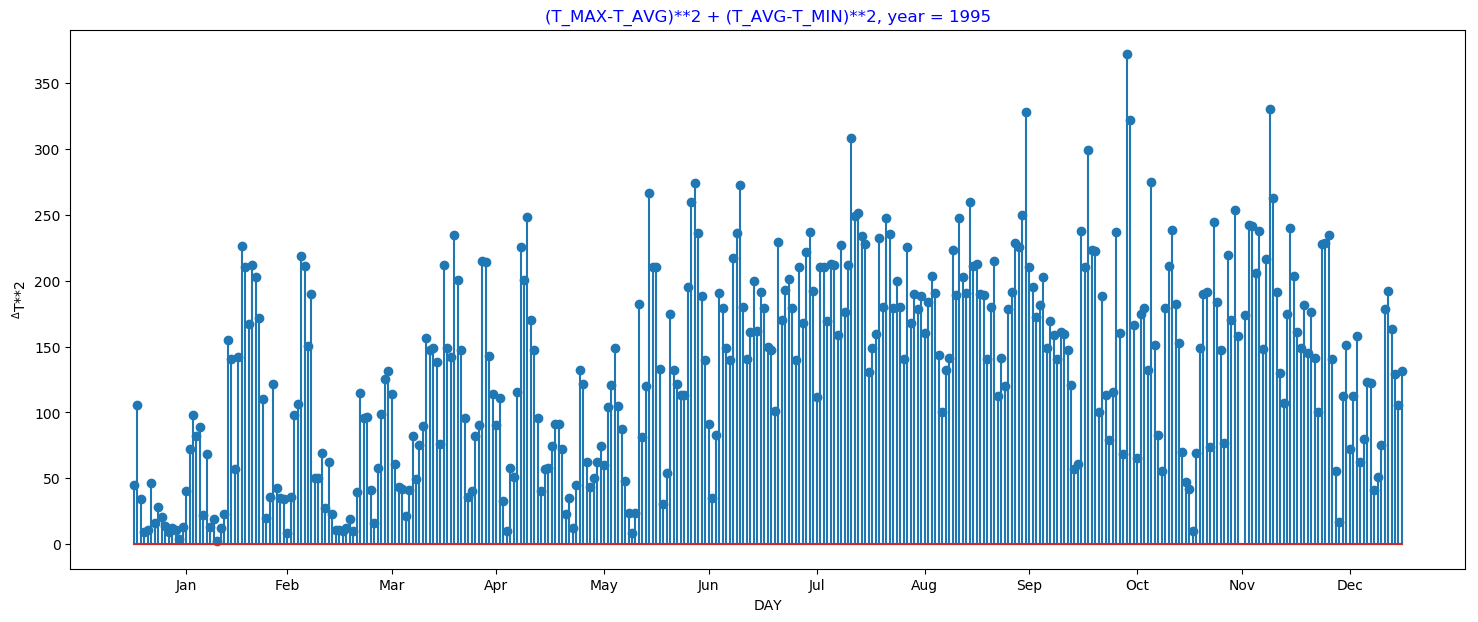 (T_MAX-T_AVG)**2 + (T_AVG-T_MIN)**2, year = 1995
ΔT**2
350
300
250
200
150
100
50
0
Jan Feb Mar Apr May Jun Jul Aug Sep Oct Nov Dec
DAY